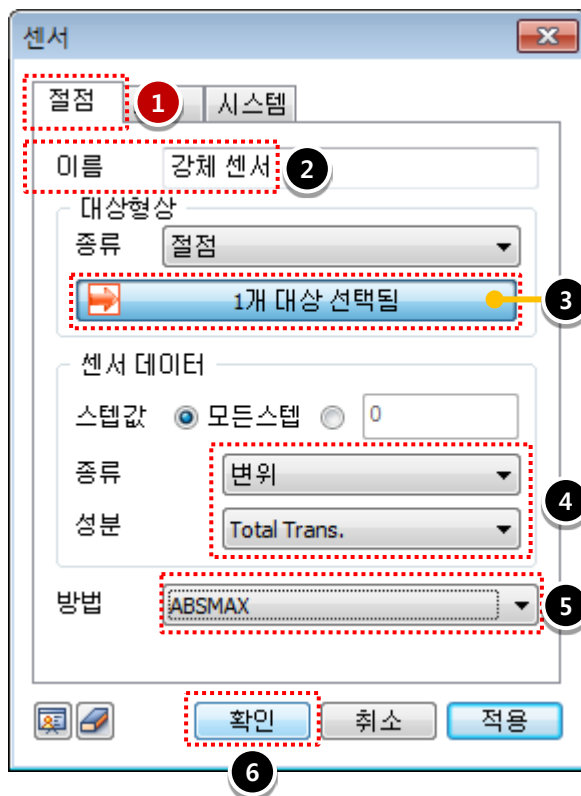 센서
절점 1 시스템
이름 강체 센서 2
대상형상
종류 절점
1개 대상 선택됨 3
센서 데이터
스텝값 모든스텝 0
종류 변위
4
성분 Total Trans.
방법 ABSMAX 5
확인 취소 적용
6